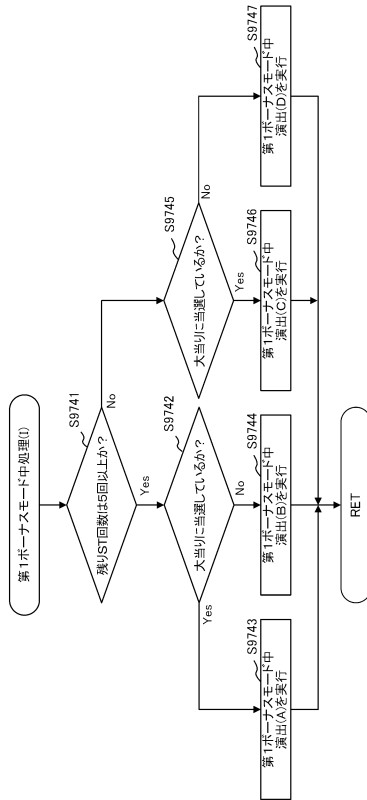 第1ボーナスモード中処理(I)
S9741
残りST回数は5回以上か？
No
Yes
S9742
大当りに当選しているか？
Yes
No
S9745
大当りに当選しているか？
No
Yes
S9743
第1ボーナスモード中
演出(A)を実行
S9744
第1ボーナスモード中
演出(B)を実行
S9746
第1ボーナスモード中
演出(C)を実行
S9747
第1ボーナスモード中
演出(D)を実行
RET